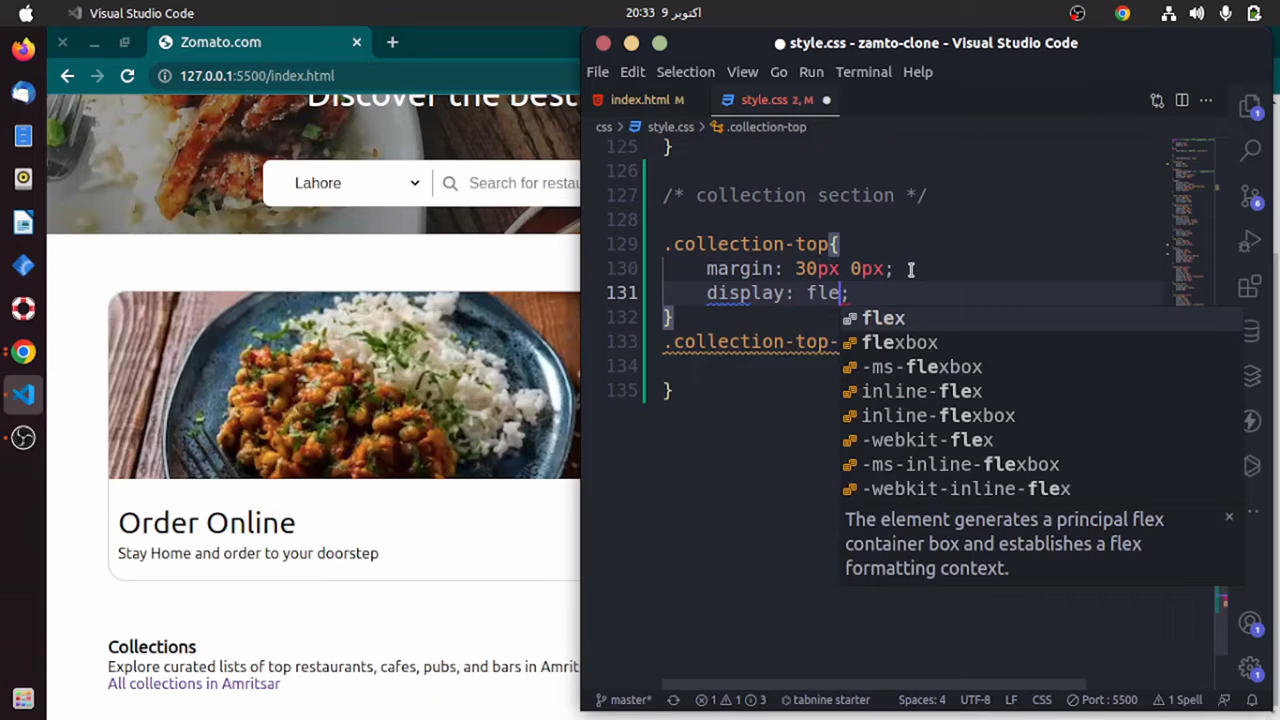 Visual Studio Code
20:33 9 اکتوبر
Zomato.com
127.0.0.1:5500/index.html
Discover the best
Lahore
Search for restau
Order Online
Stay Home and order to your doorstep
Collections
Explore curated lists of top restaurants, cafes, pubs, and bars in Amrit
All collections in Amritsar
style.css - zamto-clone - Visual Studio Code
File Edit Selection View Go Run Terminal Help
index.html M
style.css 2, M
css > style.css > .collection-top
125 }
126
127 /* collection section */
128
129 .collection-top{
130 margin: 30px 0px;
131 display: fle;
132 }
133 .collection-top-
134
135 }
flex
flexbox
-ms-flexbox
inline-flex
inline-flexbox
-webkit-flex
-ms-inline-flexbox
-webkit-inline-flex
The element generates a principal flex
container box and establishes a flex
formatting context.
1
6
1
1
master* 1 1 3 tabnine starter Spaces: 4 UTF-8 LF CSS Port : 5500 1 Spell